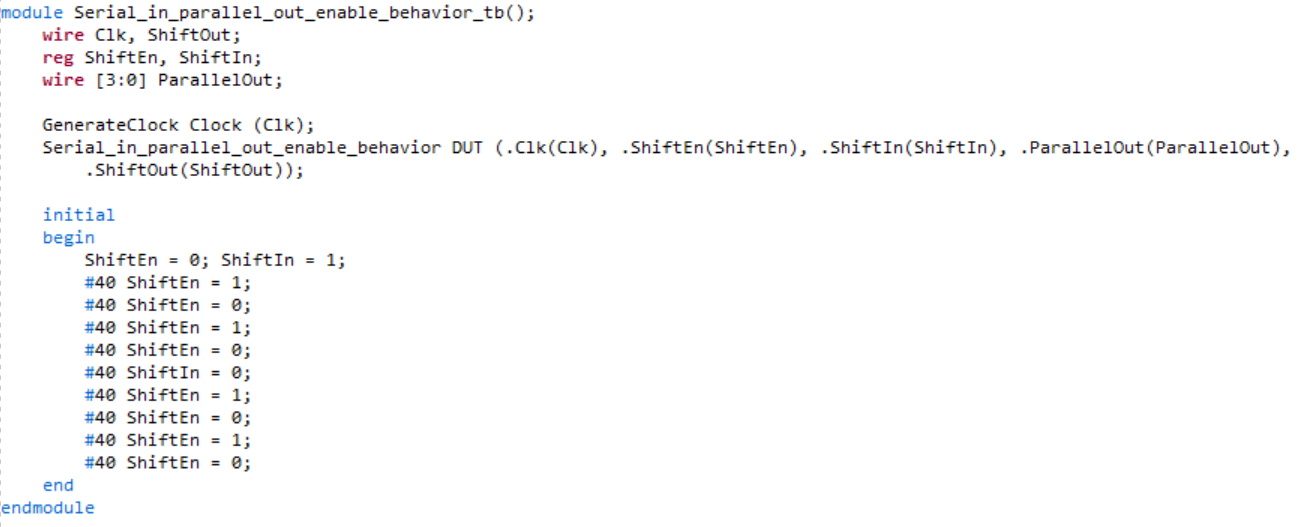 module Serial_in_parallel_out_enable_behavior_tb();
    wire Clk, ShiftOut;
    reg ShiftEn, ShiftIn;
    wire [3:0] ParallelOut;

    GenerateClock Clock (Clk);
    Serial_in_parallel_out_enable_behavior DUT (.Clk(Clk), .ShiftEn(ShiftEn), .ShiftIn(ShiftIn), .ParallelOut(ParallelOut),
        .ShiftOut(ShiftOut));

    initial
    begin
        ShiftEn = 0; ShiftIn = 1;
        #40 ShiftEn = 1;
        #40 ShiftEn = 0;
        #40 ShiftEn = 1;
        #40 ShiftEn = 0;
        #40 ShiftIn = 0;
        #40 ShiftEn = 1;
        #40 ShiftEn = 0;
        #40 ShiftEn = 1;
        #40 ShiftEn = 0;
    end
endmodule